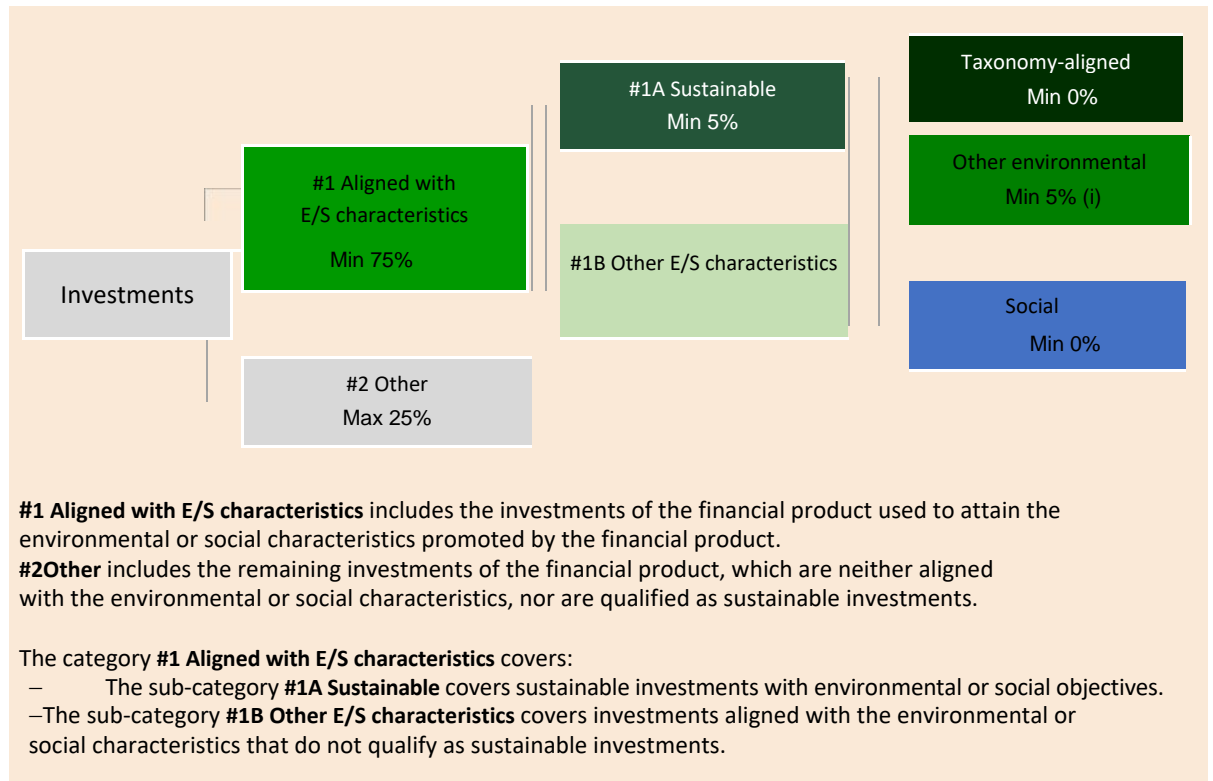 Investments
#1 Aligned with
E/S characteristics
Min 75%
#2 Other
Max 25%
#1A Sustainable
Min 5%
#1B Other E/S characteristics
Taxonomy-aligned
Min 0%
Other environmental
Min 5% (i)
Social
Min 0%
#1 Aligned with E/S characteristics includes the investments of the financial product used to attain the
environmental or social characteristics promoted by the financial product.
#2Other includes the remaining investments of the financial product, which are neither aligned
with the environmental or social characteristics, nor are qualified as sustainable investments.
The category #1 Aligned with E/S characteristics covers:
– The sub-category #1A Sustainable covers sustainable investments with environmental or social objectives.
–The sub-category #1B Other E/S characteristics covers investments aligned with the environmental or
social characteristics that do not qualify as sustainable investments.